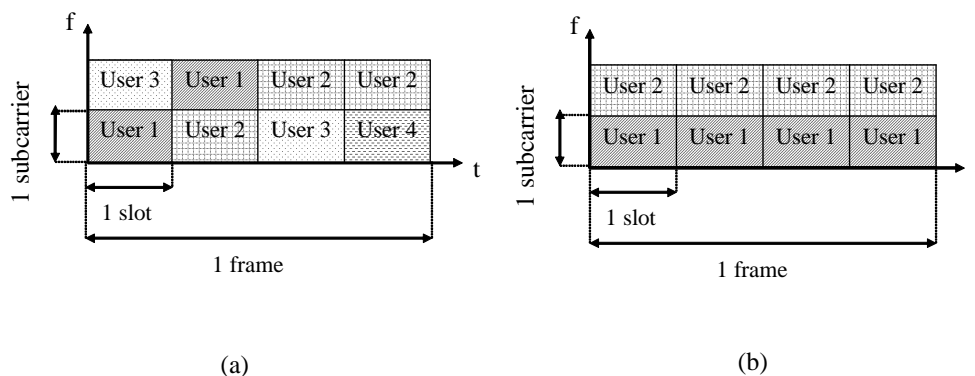 f
User 3 User 1 User 2 User 2
User 1 User 2 User 3 User 4
1 subcarrier
t
1 slot
1 frame
(a)
f
User 2 User 2 User 2 User 2
User 1 User 1 User 1 User 1
1 subcarrier
1 slot
1 frame
(b)